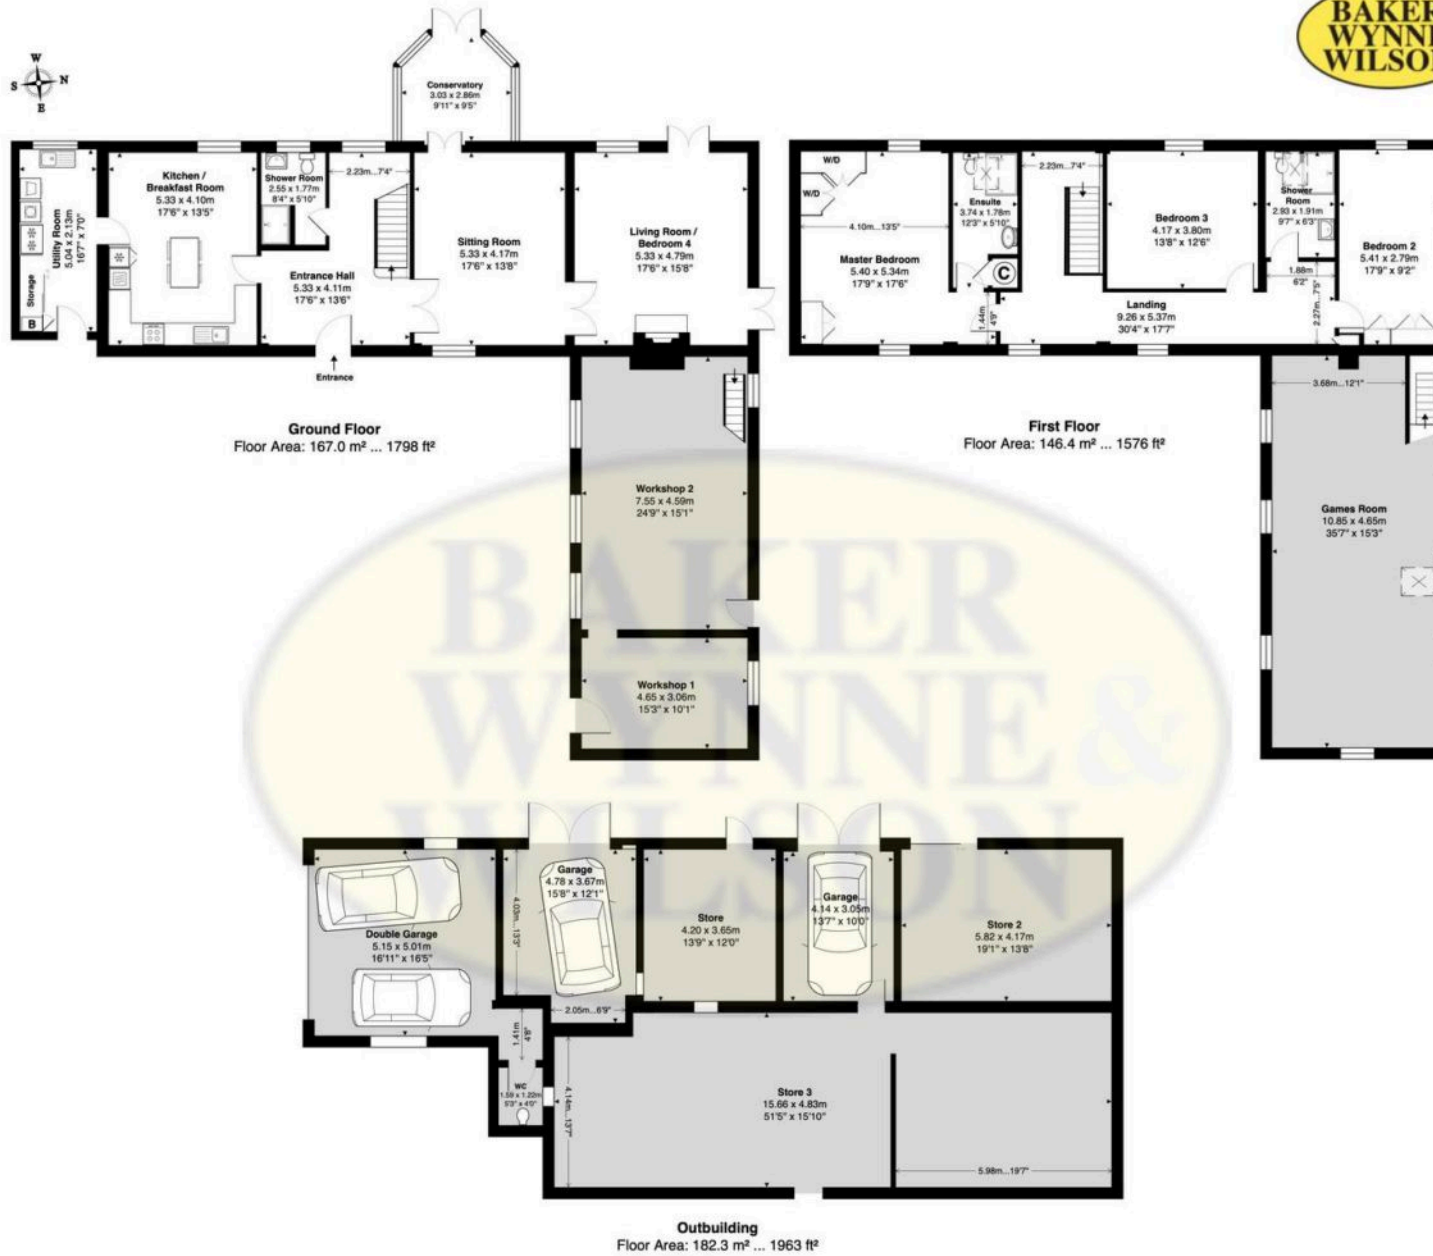 BAKER
WYNNE
WILSON
W
S N
E
Conservatory
3.03 x 2.86m
9'11" x 9'5"
Kitchen /
Breakfast Room
5.33 x 4.10m
17'6" x 13'5"
Shower Room
2.55 x 1.77m
8'4" x 5'10"
2.23m...7'4"
Utility Room
5.04 x 2.13m
16'7" x 7'0"
Storage
B
Entrance Hall
5.33 x 4.11m
17'6" x 13'6"
Sitting Room
5.33 x 4.17m
17'6" x 13'8"
Living Room /
Bedroom 4
5.33 x 4.79m
17'6" x 15'8"
Entrance
Ground Floor
Floor Area: 167.0 m² ... 1798 ft²
Workshop 2
7.55 x 4.59m
24'9" x 15'1"
Workshop 1
4.65 x 3.06m
15'3" x 10'1"
W/D
W/D
4.10m...13'5"
Master Bedroom
5.40 x 5.34m
17'9" x 17'6"
Ensuite
3.74 x 1.78m
12'3" x 5'10"
C
1.44m
4'9"
2.23m...7'4"
Bedroom 3
4.17 x 3.80m
13'8" x 12'6"
Shower
Room
2.93 x 1.91m
9'7" x 6'3"
1.88m
6'2"
2.27m...7'5"
Bedroom 2
5.41 x 2.79m
17'9" x 9'2"
Landing
9.26 x 5.37m
30'4" x 17'7"
First Floor
Floor Area: 146.4 m² ... 1576 ft²
3.68m...12'1"
Games Room
10.85 x 4.65m
35'7" x 15'3"
BAKER
WYNNE &
WILSON
Double Garage
5.15 x 5.01m
16'11" x 16'5"
Garage
4.78 x 3.67m
15'8" x 12'1"
4.03m...13'3"
2.05m...6'9"
1.41m
4'8"
WC
1.59 x 1.22m
5'3" x 4'0"
Store
4.20 x 3.65m
13'9" x 12'0"
Garage
4.14 x 3.05m
13'7" x 10'0"
Store 2
5.82 x 4.17m
19'1" x 13'8"
4.14m...13'7"
Store 3
15.66 x 4.83m
51'5" x 15'10"
5.98m...19'7"
Outbuilding
Floor Area: 182.3 m² ... 1963 ft²